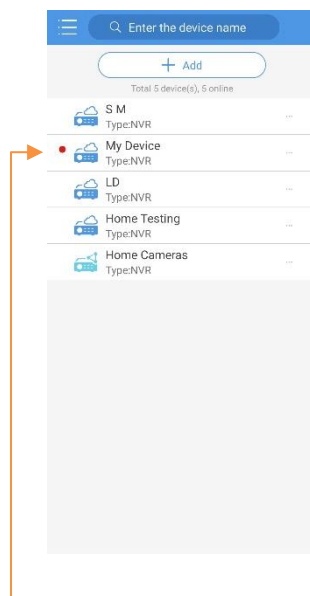 Enter the device name
+ Add
Total 5 device(s), 5 online
S M
Type:NVR
My Device
Type:NVR
LD
Type:NVR
Home Testing
Type:NVR
Home Cameras
Type:NVR